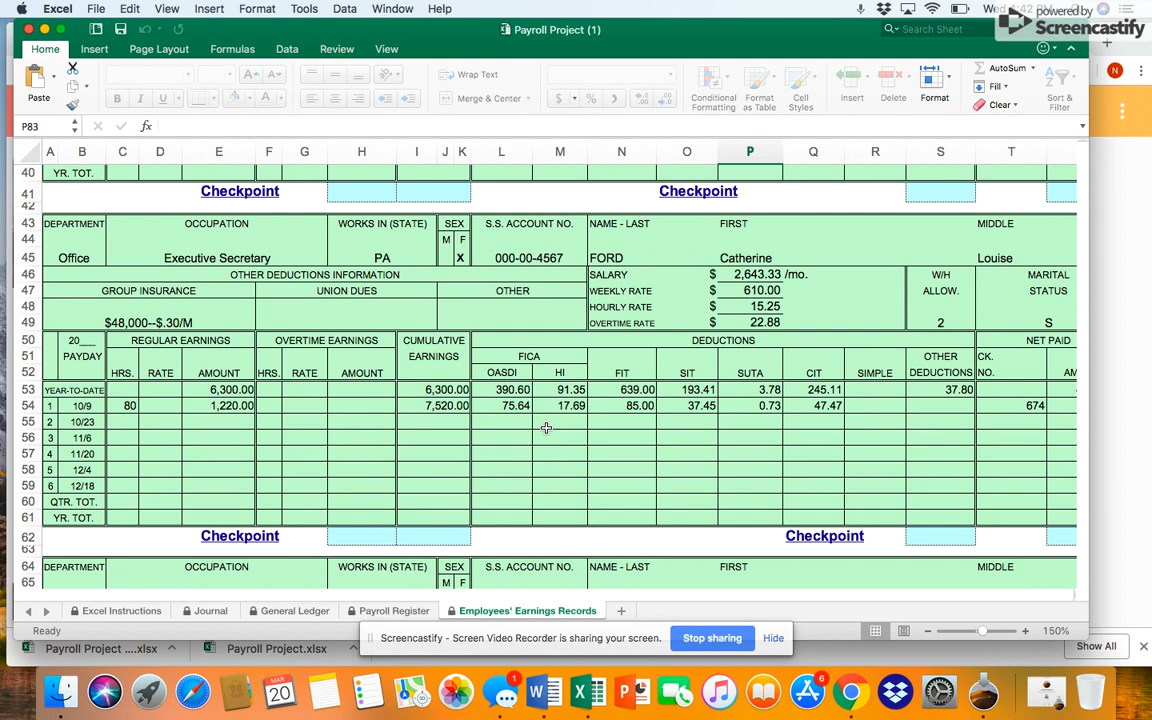 Excel File Edit View Insert Format Tools Data Window Help
powered by
Screencastify
Payroll Project (1)
Search Sheet
Home Insert Page Layout Formulas Data Review View
N
Paste
Wrap Text
Merge & Center
Conditional Formatting
Format as Table
Cell Styles
Insert Delete Format
AutoSum
Fill
Clear
Sort & Filter
P83 fx
A B C D E F G H I J K L M N O P Q R S T
40 YR. TOT.
41 Checkpoint Checkpoint
42
43 DEPARTMENT OCCUPATION WORKS IN (STATE) SEX S.S. ACCOUNT NO. NAME - LAST FIRST MIDDLE
44 M F
45 Office Executive Secretary PA X 000-00-4567 FORD Catherine Louise
46 OTHER DEDUCTIONS INFORMATION SALARY $ 2,643.33 /mo. W/H MARITAL
47 GROUP INSURANCE UNION DUES OTHER WEEKLY RATE $ 610.00 ALLOW. STATUS
48 HOURLY RATE $ 15.25
49 $48,000--$.30/M OVERTIME RATE $ 22.88 2 S
50 20___ REGULAR EARNINGS OVERTIME EARNINGS CUMULATIVE DEDUCTIONS NET PAID
51 PAYDAY EARNINGS FICA OTHER CK.
52 HRS. RATE AMOUNT HRS. RATE AMOUNT OASDI HI FIT SIT SUTA CIT SIMPLE DEDUCTIONS NO. AM
53 YEAR-TO-DATE 6,300.00 6,300.00 390.60 91.35 639.00 193.41 3.78 245.11 37.80
54 1 10/9 80 1,220.00 7,520.00 75.64 17.69 85.00 37.45 0.73 47.47 674
55 2 10/23
56 3 11/6
57 4 11/20
58 5 12/4
59 6 12/18
60 QTR. TOT.
61 YR. TOT.
62 Checkpoint Checkpoint
63
64 DEPARTMENT OCCUPATION WORKS IN (STATE) SEX S.S. ACCOUNT NO. NAME - LAST FIRST MIDDLE
65 M F
Excel Instructions Journal General Ledger Payroll Register Employees' Earnings Records +
Ready
150%
Screencastify - Screen Video Recorder is sharing your screen. Stop sharing Hide
Payroll Project ....xlsx Payroll Project.xlsx Show All
MAR
20
1
6